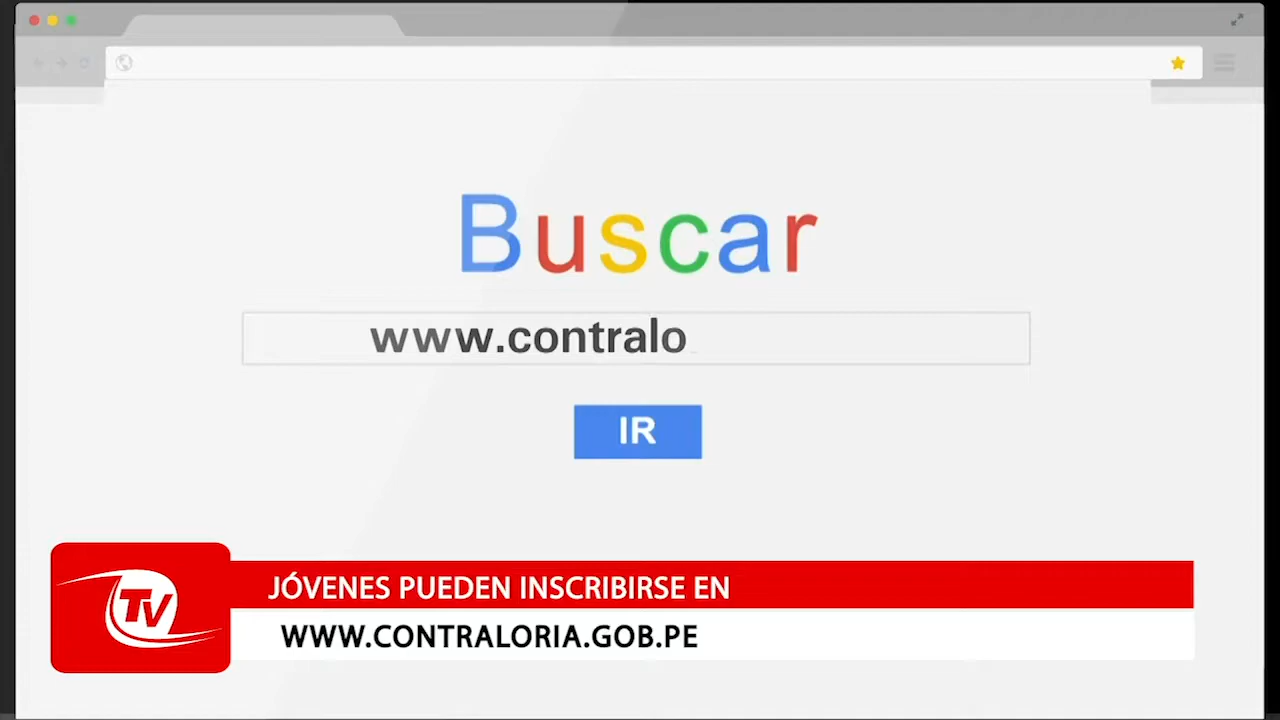 Buscar
www.contralo
IR
TV
JÓVENES PUEDEN INSCRIBIRSE EN
WWW.CONTRALORIA.GOB.PE